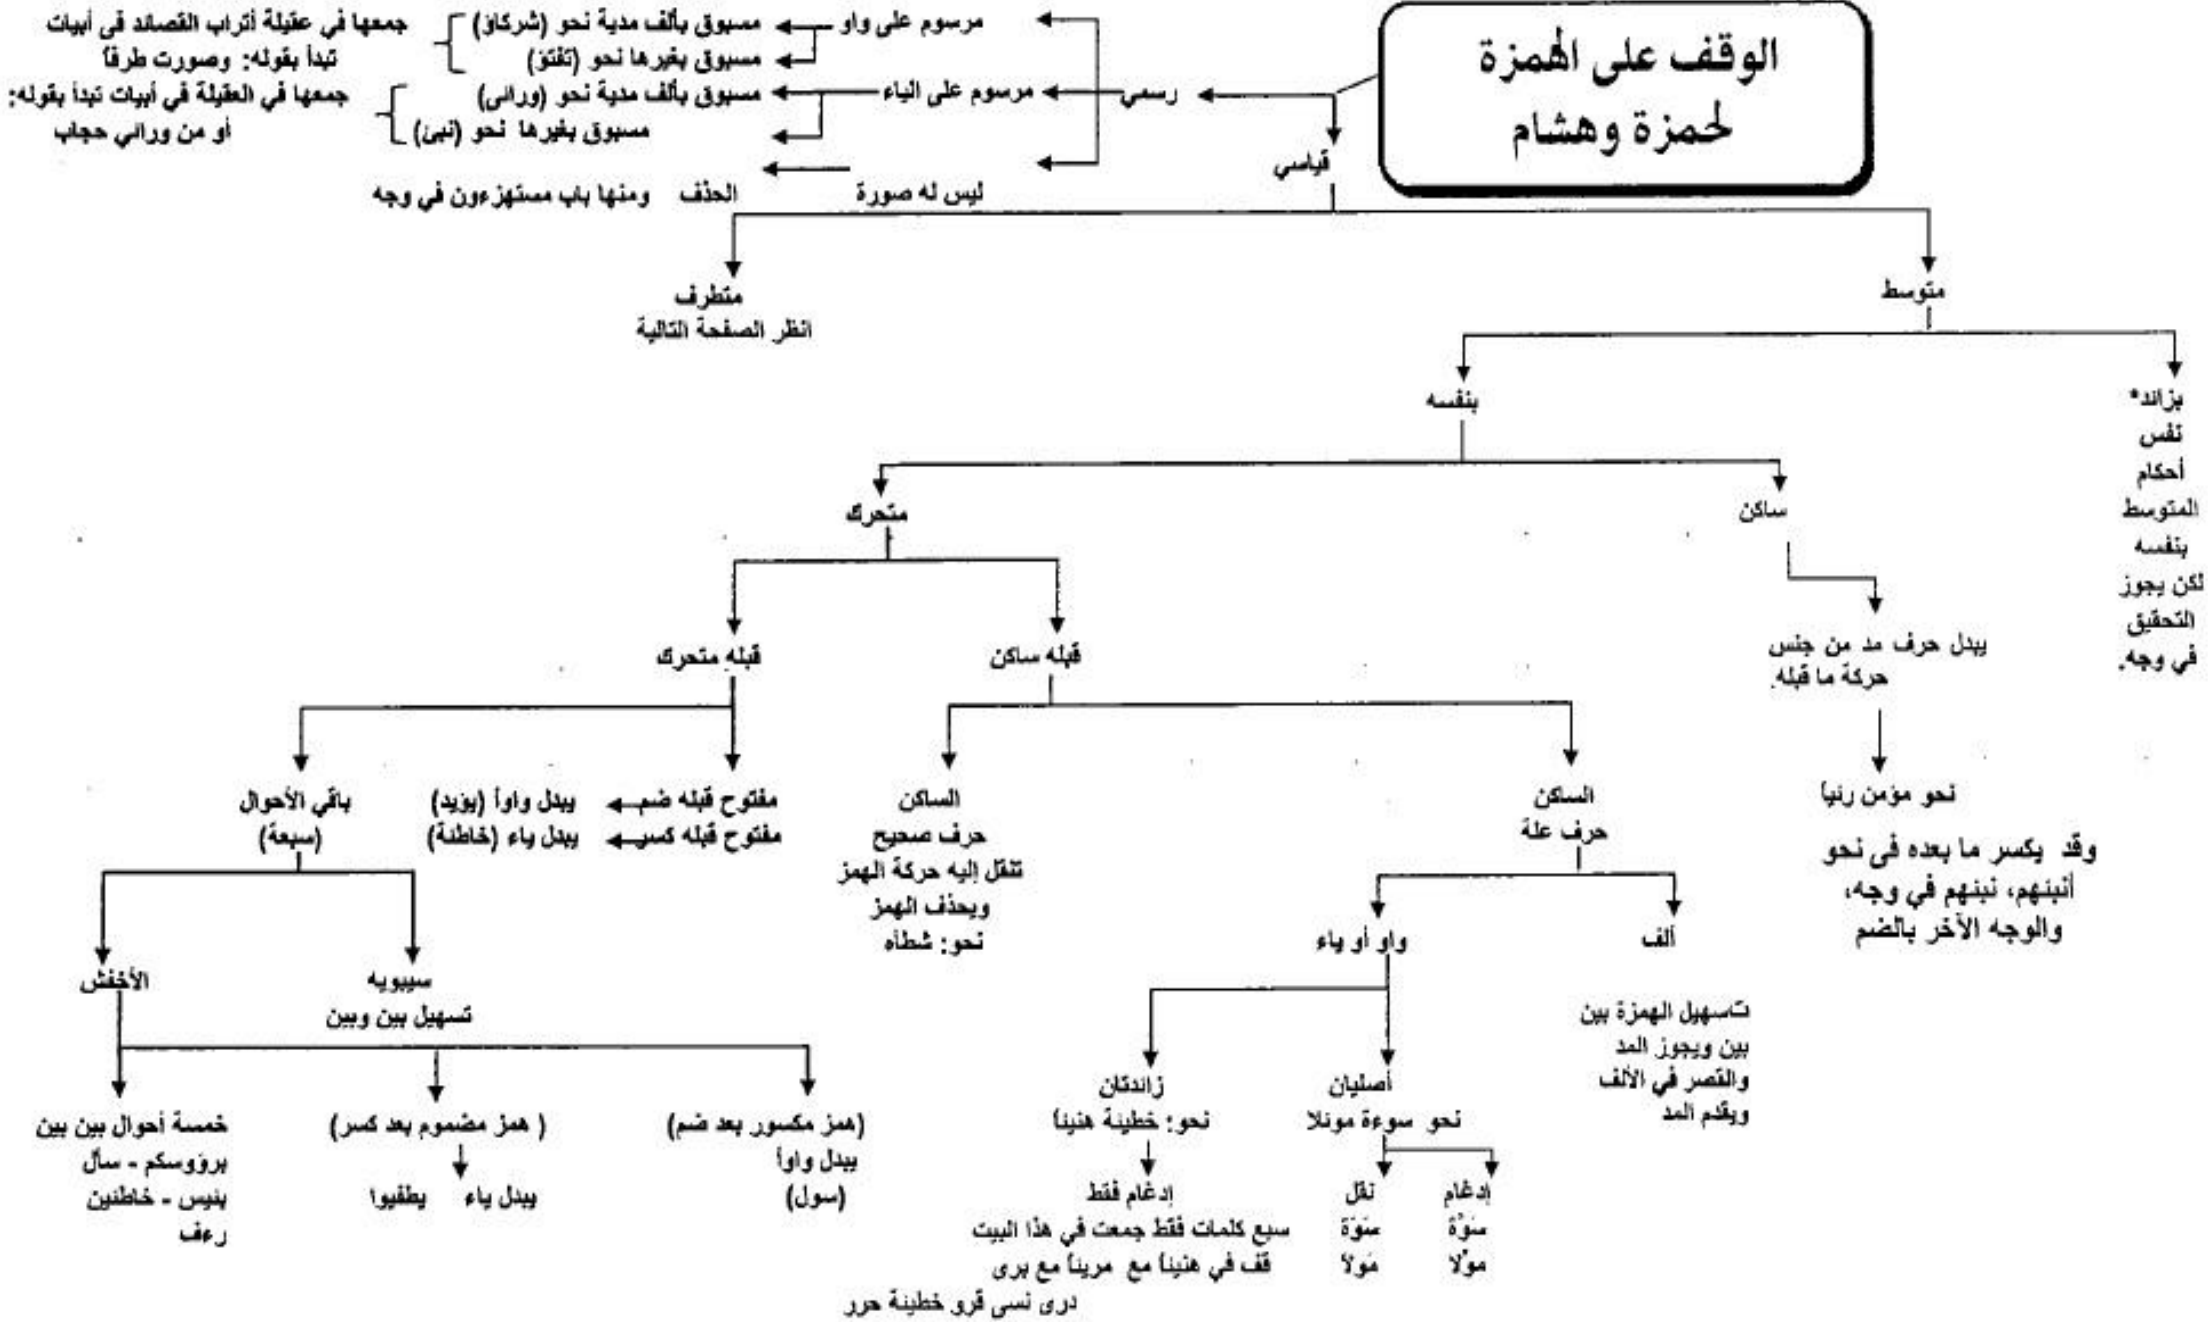 الوقف على الهمزة
لحمزة وهشام
رسمي
مرسوم على واو
مسبوق بألف مدية نحو (شركاؤ)
مسبوق بغيرها نحو (تفتؤ)
جمعها في عقيلة أتراب القصائد في أبيات
تبدأ بقوله: وصورت طرفاً
مرسوم على الياء
مسبوق بألف مدية نحو (ورائى)
مسبوق بغيرها نحو (نبئ)
جمعها في العقيلة في أبيات تبدأ بقوله:
أو من ورائي حجاب
ليس له صورة
الحذف ومنها باب مستهزءون في وجه
قياسي
متطرف
انظر الصفحة التالية
متوسط
بزائد*
نفس
أحكام
المتوسط
بنفسه
لكن يجوز
التحقيق
في وجه.
بنفسه
ساكن
يبدل حرف مد من جنس
حركة ما قبله
نحو مؤمن رئيا
وقد يكسر ما بعده فى نحو
أنبئهم، نبئهم في وجه،
والوجه الآخر بالضم
متحرك
قبله ساكن
الساكن
حرف علة
ألف
تاسهيل الهمزة بين
بين ويجوز المد
والقصر في الألف
ويقدم المد
واو أو ياء
أصليان
نحو سوءة موئلا
إدغام
سَوَّة
مَوِّلا
نقل
سَوَة
مَوِلا
زائدتان
نحو: خطيئة هنيئا
إدغام فقط
سبع كلمات فقط جمعت في هذا البيت
قف في هنيئا مع مريئا مع برى
درى نسى قرو خطيئة حرر
الساكن
حرف صحيح
تنقل إليه حركة الهمز
ويحذف الهمز
نحو: شطأه
قبله متحرك
مفتوح قبله ضم يبدل واواً (يؤيد)
مفتوح قبله كسر يبدل ياء (خاطئة)
باقي الأحوال
(سبعة)
سيبويه
تسهيل بين وبين
الأخفش
(همز مكسور بعد ضم)
يبدل واواً
(سول)
( همز مضموم بعد كسر)
يبدل ياء يطفيوا
خمسة أحوال بين بين
برؤوسكم - سأل
بئيس - خاطئين
رءف